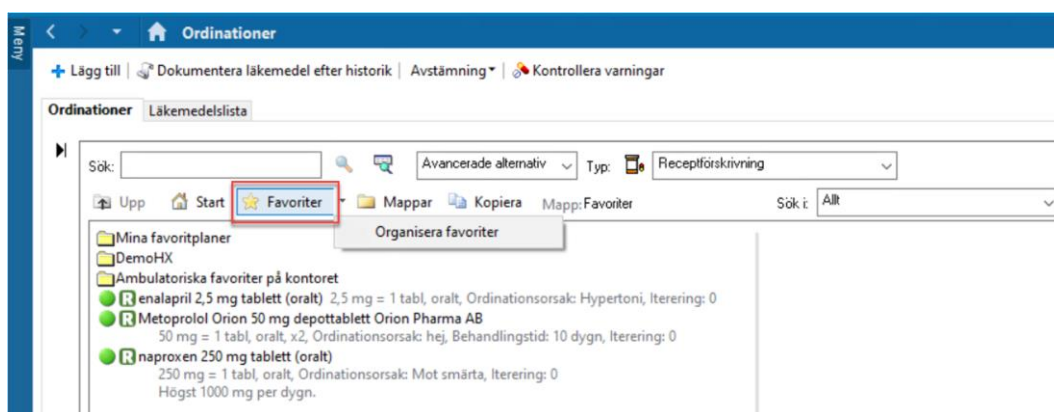 Meny
Ordinationer
Lägg till | Dokumentera läkemedel efter historik | Avstämning | Kontrollera varningar
Ordinationer Läkemedelslista
Sök: Avancerade alternativ Typ: Receptförskrivning
Upp Start Favoriter Mappar Kopiera Mapp: Favoriter Sök i: Allt
Organisera favoriter
Mina favoritplaner
DemoHX
Ambulatoriska favoriter på kontoret
R enalapril 2,5 mg tablett (oralt) 2,5 mg = 1 tabl, oralt, Ordinationsorsak: Hypertoni, Iterering: 0
R Metoprolol Orion 50 mg depottablett Orion Pharma AB
50 mg = 1 tabl, oralt, x2, Ordinationsorsak: hej, Behandlingstid: 10 dygn, Iterering: 0
R naproxen 250 mg tablett (oralt)
250 mg = 1 tabl, oralt, Ordinationsorsak: Mot smärta, Iterering: 0
Högst 1000 mg per dygn.